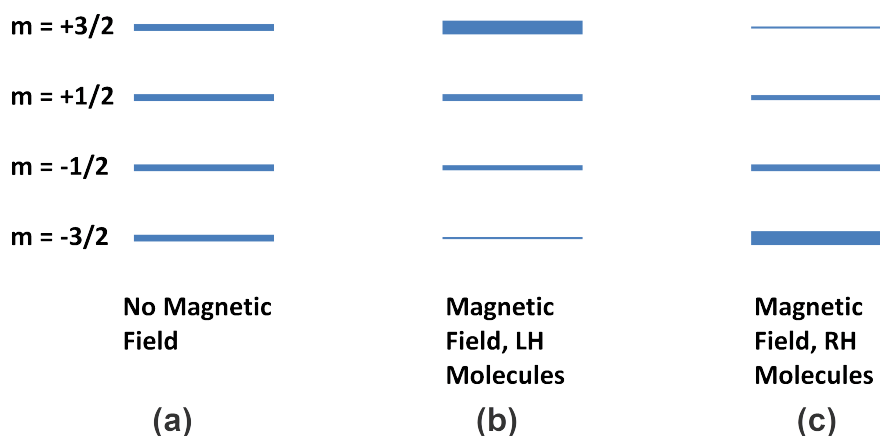 m = +3/2
m = +1/2
m = -1/2
m = -3/2
No Magnetic
Field
Magnetic
Field, LH
Molecules
Magnetic
Field, RH
Molecules
(a)
(b)
(c)